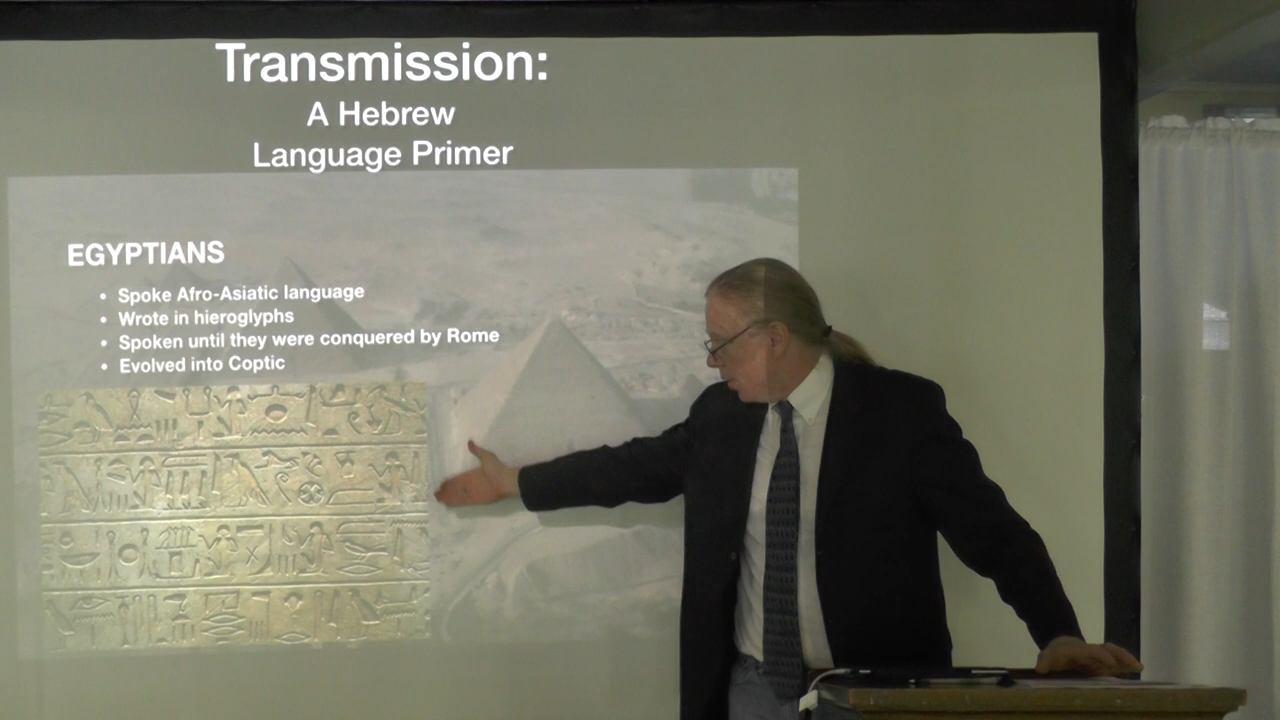 Transmission:
A Hebrew
Language Primer
EGYPTIANS
• Spoke Afro-Asiatic language
• Wrote in hieroglyphs
• Spoken until they were conquered by Rome
• Evolved into Coptic